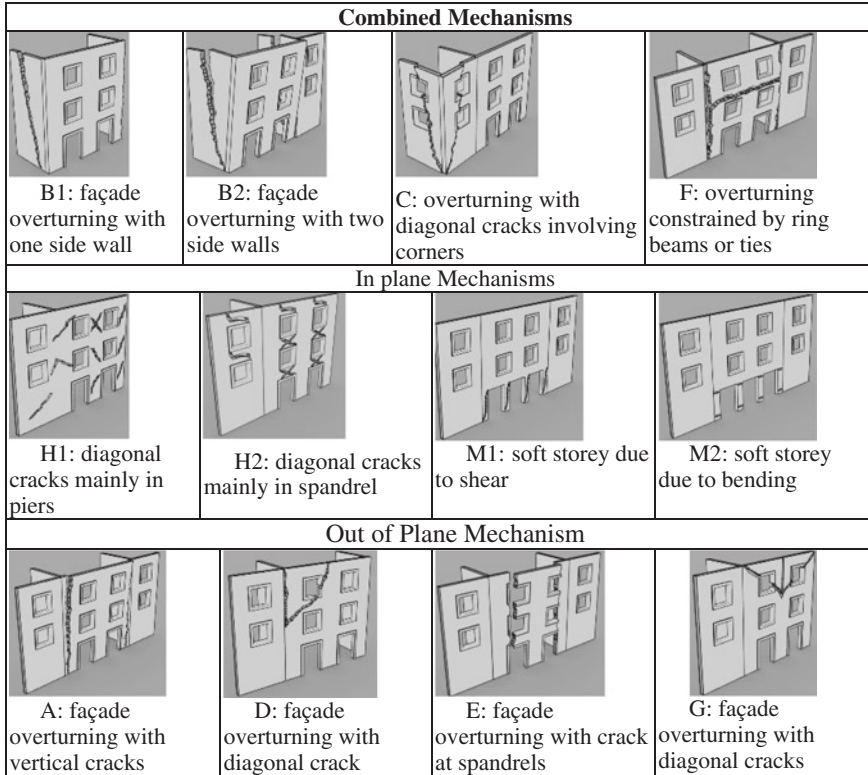 Combined Mechanisms
B1: façade
overturning with
one side wall
B2: façade
overturning with two
side walls
C: overturning with
diagonal cracks involving
corners
F: overturning
constrained by ring
beams or ties
In plane Mechanisms
H1: diagonal
cracks mainly in
piers
H2: diagonal cracks
mainly in spandrel
M1: soft storey due
to shear
M2: soft storey
due to bending
Out of Plane Mechanism
A: façade
overturning with
vertical cracks
D: façade
overturning with
diagonal crack
E: façade
overturning with crack
at spandrels
G: façade
overturning with
diagonal cracks